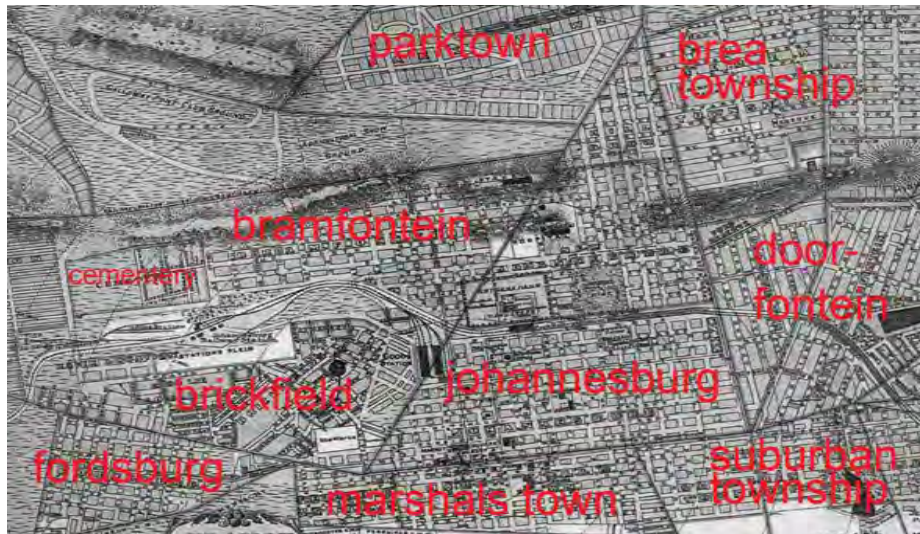 parktown
brea
township
bramfontein
door-
fontein
cementery
johannesburg
brickfield
fordsburg
suburban
township
marshals town